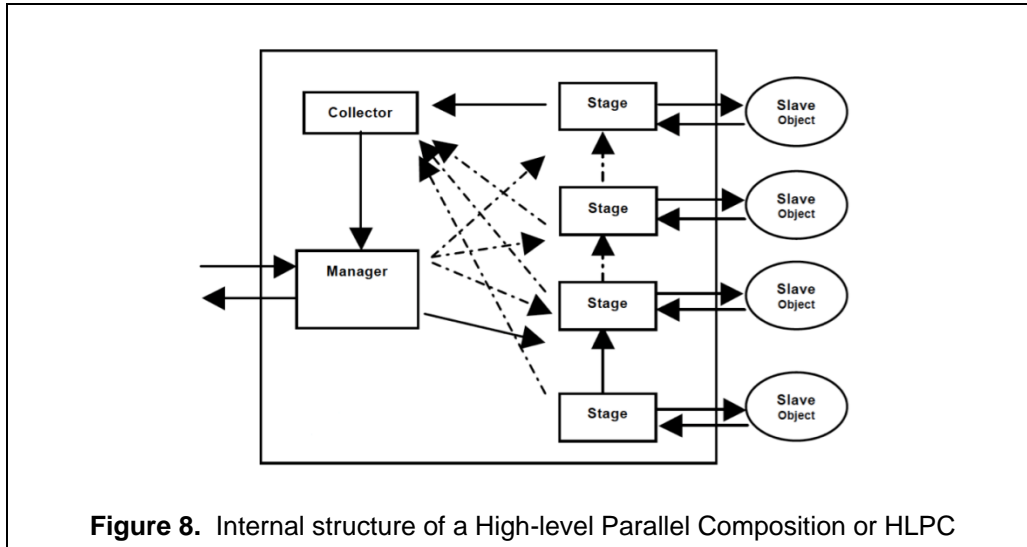 Collector
Stage
Slave
Object
Stage
Slave
Object
Manager
Stage
Slave
Object
Stage
Slave
Object
Figure 8. Internal structure of a High-level Parallel Composition or HLPC